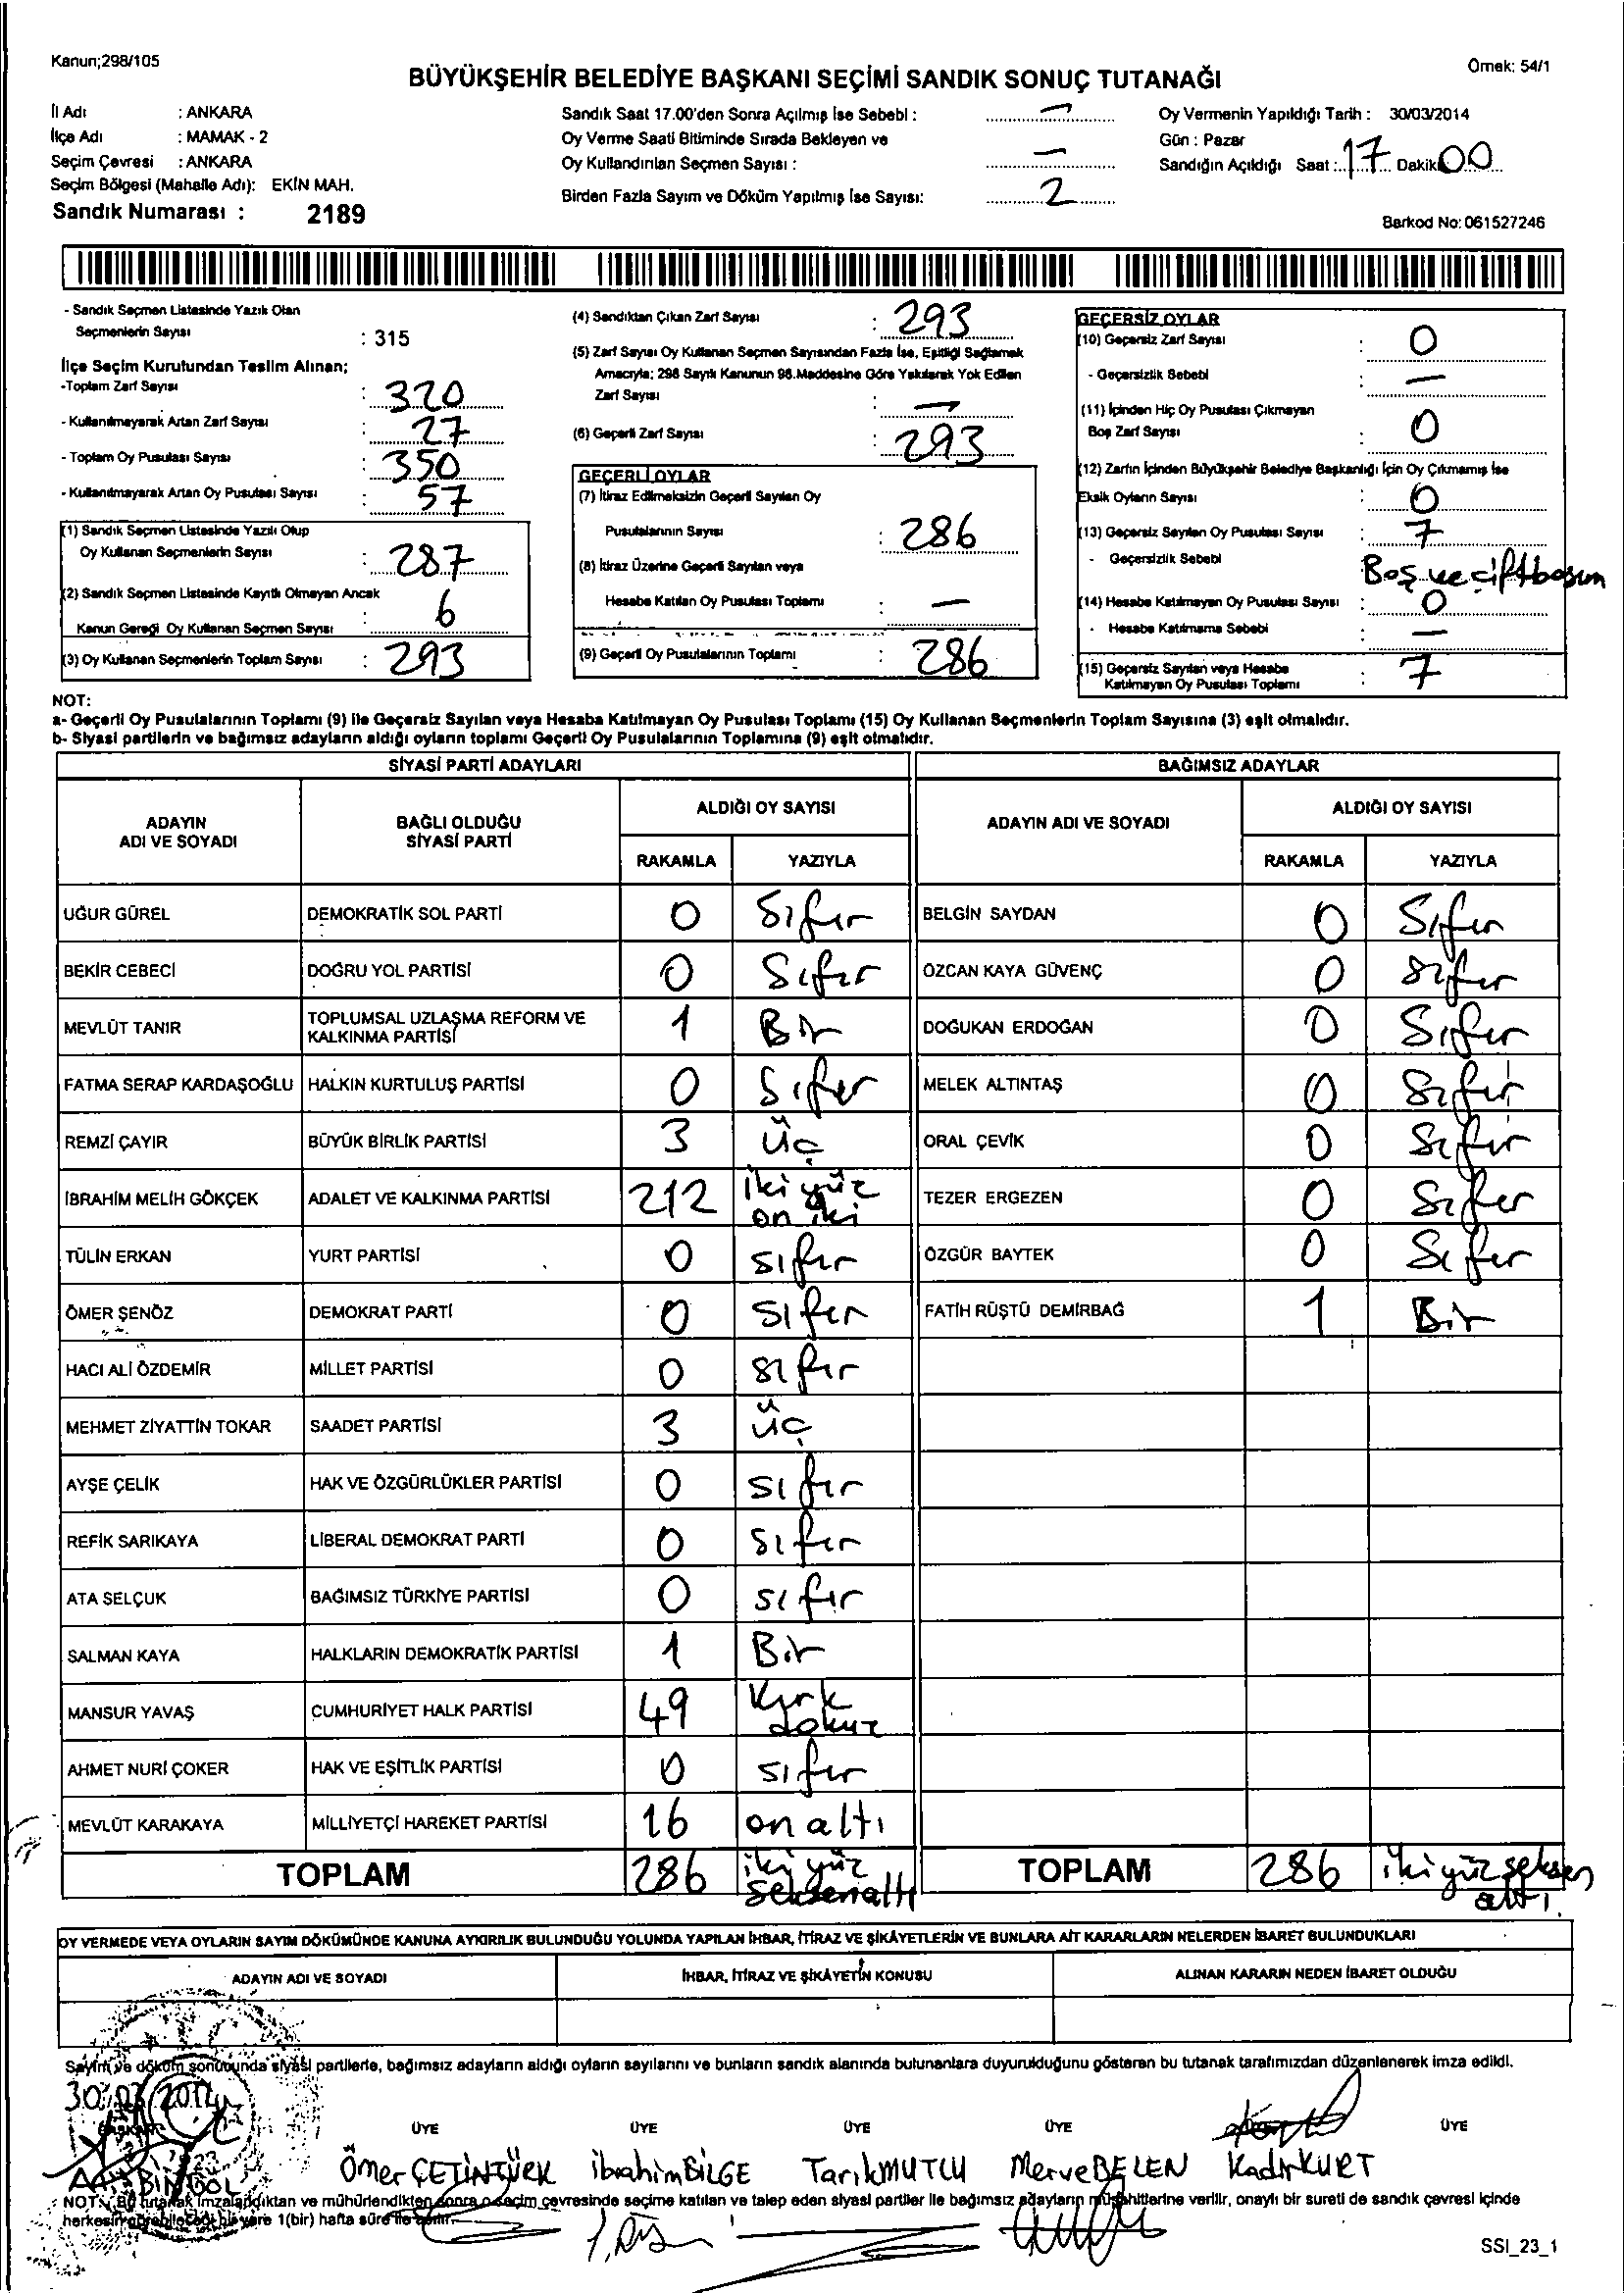 Kanun;298/105
Örnek: 54/1
BÜYÜKŞEHİR BELEDİYE BAŞKANI SEÇİMİ SANDIK SONUÇ TUTANAĞI
İl Adı : ANKARA
İlçe Adı : MAMAK - 2
Seçim Çevresi : ANKARA
Seçim Bölgesi (Mahalle Adı): EKİN MAH.
Sandık Numarası : 2189
Sandık Saat 17.00'den Sonra Açılmış İse Sebebi : —
Oy Verme Saati Bitiminde Sırada Bekleyen ve
Oy Kullandırılan Seçmen Sayısı : —
Birden Fazla Sayım ve Döküm Yapılmış İse Sayısı: 2
Oy Vermenin Yapıldığı Tarih : 30/03/2014
Gün : Pazar
Sandığın Açıldığı Saat : 17 Dakika 00
Barkod No: 061527246
- Sandık Seçmen Listesinde Yazılı Olan
Seçmenlerin Sayısı : 315
İlçe Seçim Kurulundan Teslim Alınan;
-Toplam Zarf Sayısı : 320
- Kullanılmayarak Artan Zarf Sayısı : 27
- Toplam Oy Pusulası Sayısı : 350
- Kullanılmayarak Artan Oy Pusulası Sayısı : 57
(1) Sandık Seçmen Listesinde Yazılı Olup
Oy Kullanan Seçmenlerin Sayısı : 287
(2) Sandık Seçmen Listesinde Kayıtlı Olmayan Ancak
Kanun Gereği Oy Kullanan Seçmen Sayısı : 6
(3) Oy Kullanan Seçmenlerin Toplam Sayısı : 293
(4) Sandıktan Çıkan Zarf Sayısı : 293
(5) Zarf Sayısı Oy Kullanan Seçmen Sayısından Fazla İse, Eşitliği Sağlamak
Amacıyla; 298 Sayılı Kanunun 98.Maddesine Göre Yakılarak Yok Edilen
Zarf Sayısı : —
(6) Geçerli Zarf Sayısı : 293
GEÇERLİ OYLAR
(7) İtiraz Edilmeksizin Geçerli Sayılan Oy
Pusulalarının Sayısı : 286
(8) İtiraz Üzerine Geçerli Sayılan veya
Hesaba Katılan Oy Pusulası Toplamı : —
(9) Geçerli Oy Pusulalarının Toplamı : 286
GEÇERSİZ OYLAR
(10) Geçersiz Zarf Sayısı : 0
- Geçersizlik Sebebi : —
(11) İçinden Hiç Oy Pusulası Çıkmayan
Boş Zarf Sayısı : 0
(12) Zarfın İçinden Büyükşehir Belediye Başkanlığı İçin Oy Çıkmamış İse
Eksik Oyların Sayısı : 0
(13) Geçersiz Sayılan Oy Pusulası Sayısı : 7
- Geçersizlik Sebebi Boş ve çift basım
(14) Hesaba Katılmayan Oy Pusulası Sayısı : 0
- Hesaba Katılmama Sebebi : —
(15) Geçersiz Sayılan veya Hesaba
Katılmayan Oy Pusulası Toplamı : 7
NOT:
a- Geçerli Oy Pusulalarının Toplamı (9) ile Geçersiz Sayılan veya Hesaba Katılmayan Oy Pusulası Toplamı (15) Oy Kullanan Seçmenlerin Toplam Sayısına (3) eşit olmalıdır.
b- Siyasi partilerin ve bağımsız adayların aldığı oyların toplamı Geçerli Oy Pusulalarının Toplamına (9) eşit olmalıdır.
SİYASİ PARTİ ADAYLARI
ADAYIN ADI VE SOYADI BAĞLI OLDUĞU SİYASİ PARTİ ALDIĞI OY SAYISI
RAKAMLA YAZIYLA
UĞUR GÜREL DEMOKRATİK SOL PARTİ 0 Sıfır
BEKİR CEBECİ DOĞRU YOL PARTİSİ 0 Sıfır
MEVLÜT TANIR TOPLUMSAL UZLAŞMA REFORM VE KALKINMA PARTİSİ 1 Bir
FATMA SERAP KARDAŞOĞLU HALKIN KURTULUŞ PARTİSİ 0 Sıfır
REMZİ ÇAYIR BÜYÜK BİRLİK PARTİSİ 3 üç
İBRAHİM MELİH GÖKÇEK ADALET VE KALKINMA PARTİSİ 212 iki yüz on iki
TÜLİN ERKAN YURT PARTİSİ 0 sıfır
ÖMER ŞENÖZ DEMOKRAT PARTİ 0 sıfır
HACI ALİ ÖZDEMİR MİLLET PARTİSİ 0 sıfır
MEHMET ZİYATTİN TOKAR SAADET PARTİSİ 3 üç
AYŞE ÇELİK HAK VE ÖZGÜRLÜKLER PARTİSİ 0 sıfır
REFİK SARIKAYA LİBERAL DEMOKRAT PARTİ 0 sıfır
ATA SELÇUK BAĞIMSIZ TÜRKİYE PARTİSİ 0 sıfır
SALMAN KAYA HALKLARIN DEMOKRATİK PARTİSİ 1 Bir
MANSUR YAVAŞ CUMHURİYET HALK PARTİSİ 49 kırk dokuz
AHMET NURİ ÇOKER HAK VE EŞİTLİK PARTİSİ 0 sıfır
MEVLÜT KARAKAYA MİLLİYETÇİ HAREKET PARTİSİ 16 on altı
TOPLAM 286 iki yüz seksen altı
BAĞIMSIZ ADAYLAR
ADAYIN ADI VE SOYADI ALDIĞI OY SAYISI
RAKAMLA YAZIYLA
BELGİN SAYDAN 0 Sıfır
ÖZCAN KAYA GÜVENÇ 0 Sıfır
DOĞUKAN ERDOĞAN 0 Sıfır
MELEK ALTINTAŞ 0 Sıfır
ORAL ÇEVİK 0 Sıfır
TEZER ERGEZEN 0 Sıfır
ÖZGÜR BAYTEK 0 Sıfır
FATİH RÜŞTÜ DEMİRBAĞ 1 Bir
TOPLAM 286 iki yüz seksen altı.
OY VERMEDE VEYA OYLARIN SAYIM DÖKÜMÜNDE KANUNA AYKIRILIK BULUNDUĞU YOLUNDA YAPILAN İHBAR, İTİRAZ VE ŞİKÂYETLERİN VE BUNLARA AİT KARARLARIN NELERDEN İBARET BULUNDUKLARI
ADAYIN ADI VE SOYADI İHBAR, İTİRAZ VE ŞİKÂYETİN KONUSU ALINAN KARARIN NEDEN İBARET OLDUĞU
Sayım ve döküm sonucunda siyasi partilerle, bağımsız adayların aldığı oyların sayılarını ve bunların sandık alanında bulunanlara duyurulduğunu gösteren bu tutanak tarafımızdan düzenlenerek imza edildi.
30/03/2014
BAŞKAN ÜYE ÜYE ÜYE ÜYE ÜYE
BİNGÖL Ömer ÇETİNTÜRK İbrahim BİLGE Tarık MUTLU Merve BELEN Kadir KURT
NOT: Bu tutanak imzalandıktan ve mühürlendikten sonra o seçim çevresinde seçime katılan ve talep eden siyasi partiler ile bağımsız adayların müşahitlerine verilir, onaylı bir sureti de sandık çevresi içinde
herkesin görebileceği bir yere 1(bir) hafta süre ile asılır.
SSI_23_1